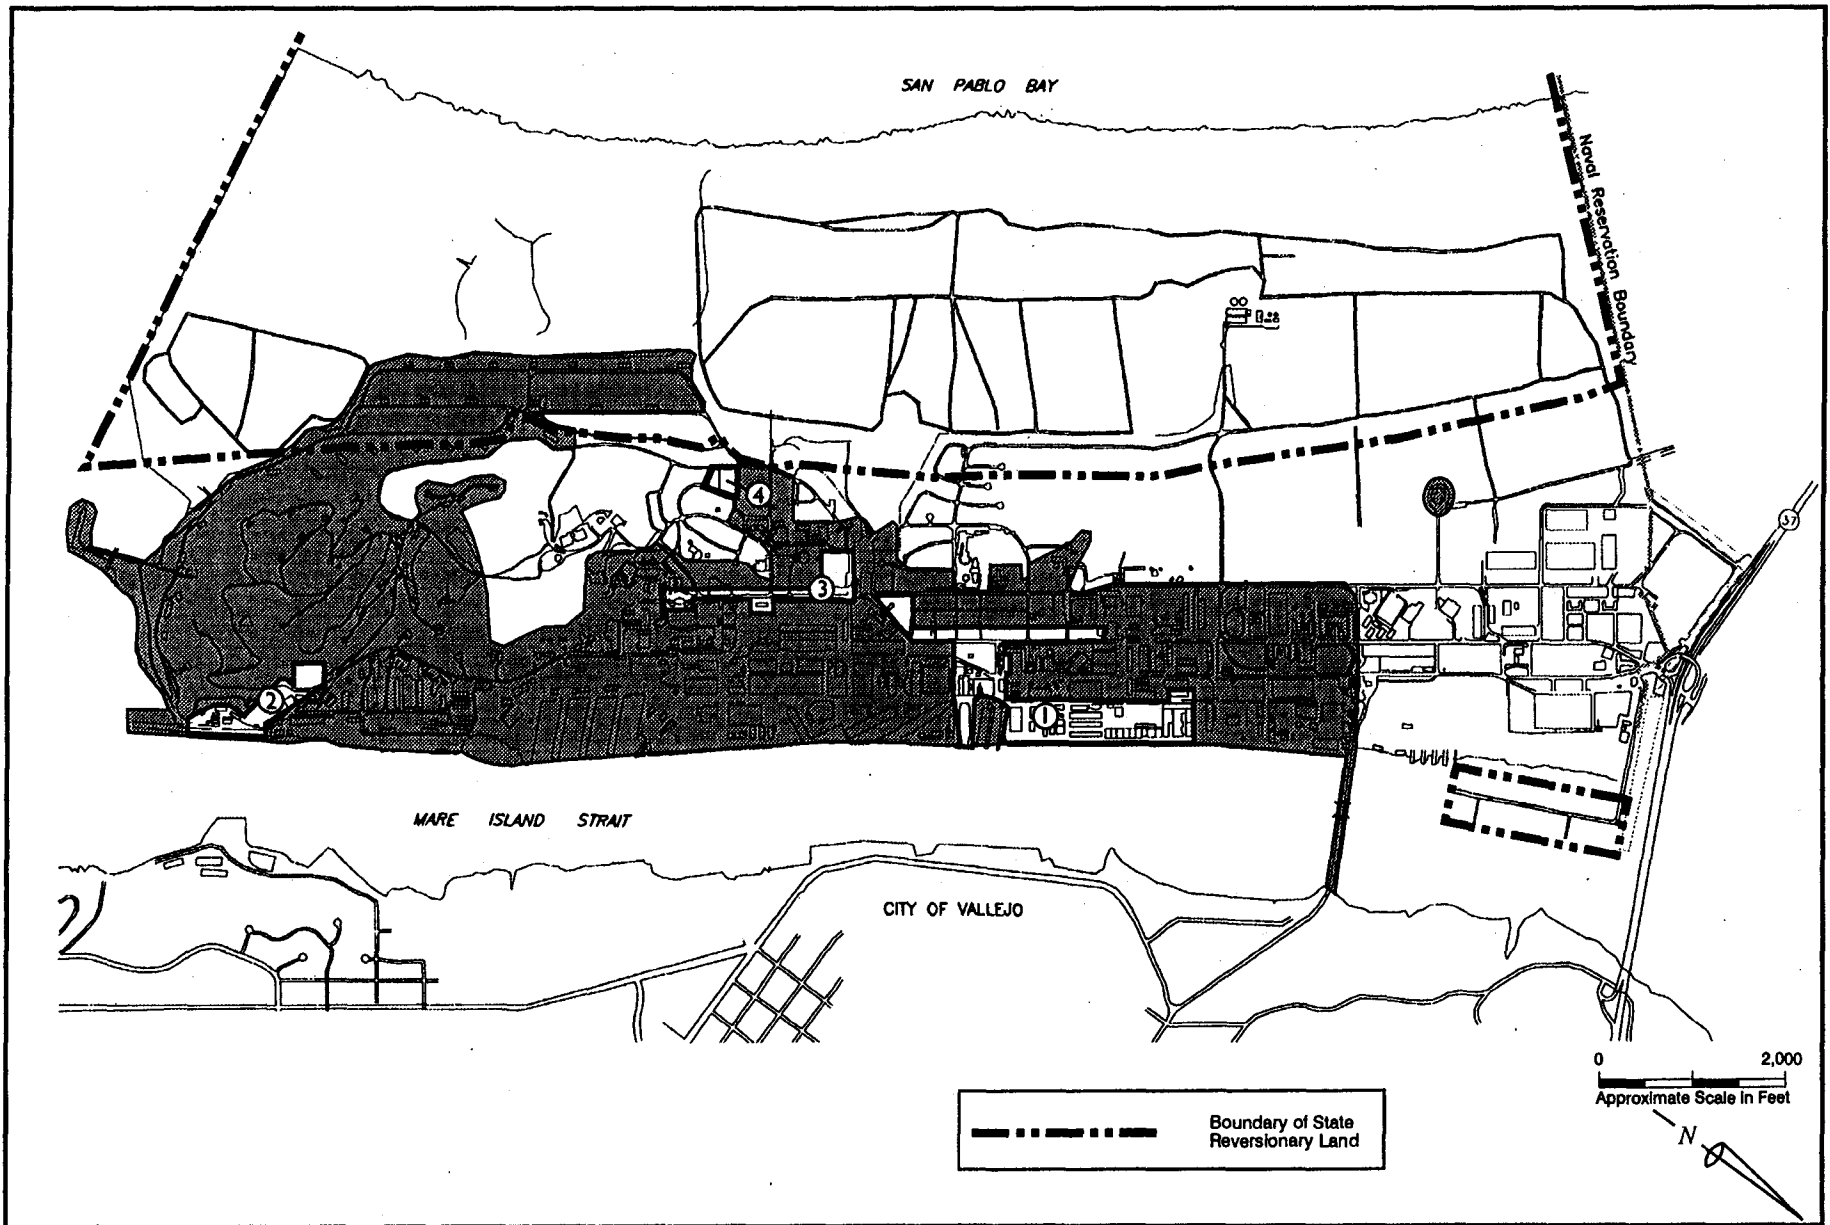 SAN PABLO BAY
Naval Reservation Boundary
37
4
3
2
1
MARE ISLAND STRAIT
CITY OF VALLEJO
0 2,000
Approximate Scale in Feet
N
Boundary of State
Reversionary Land